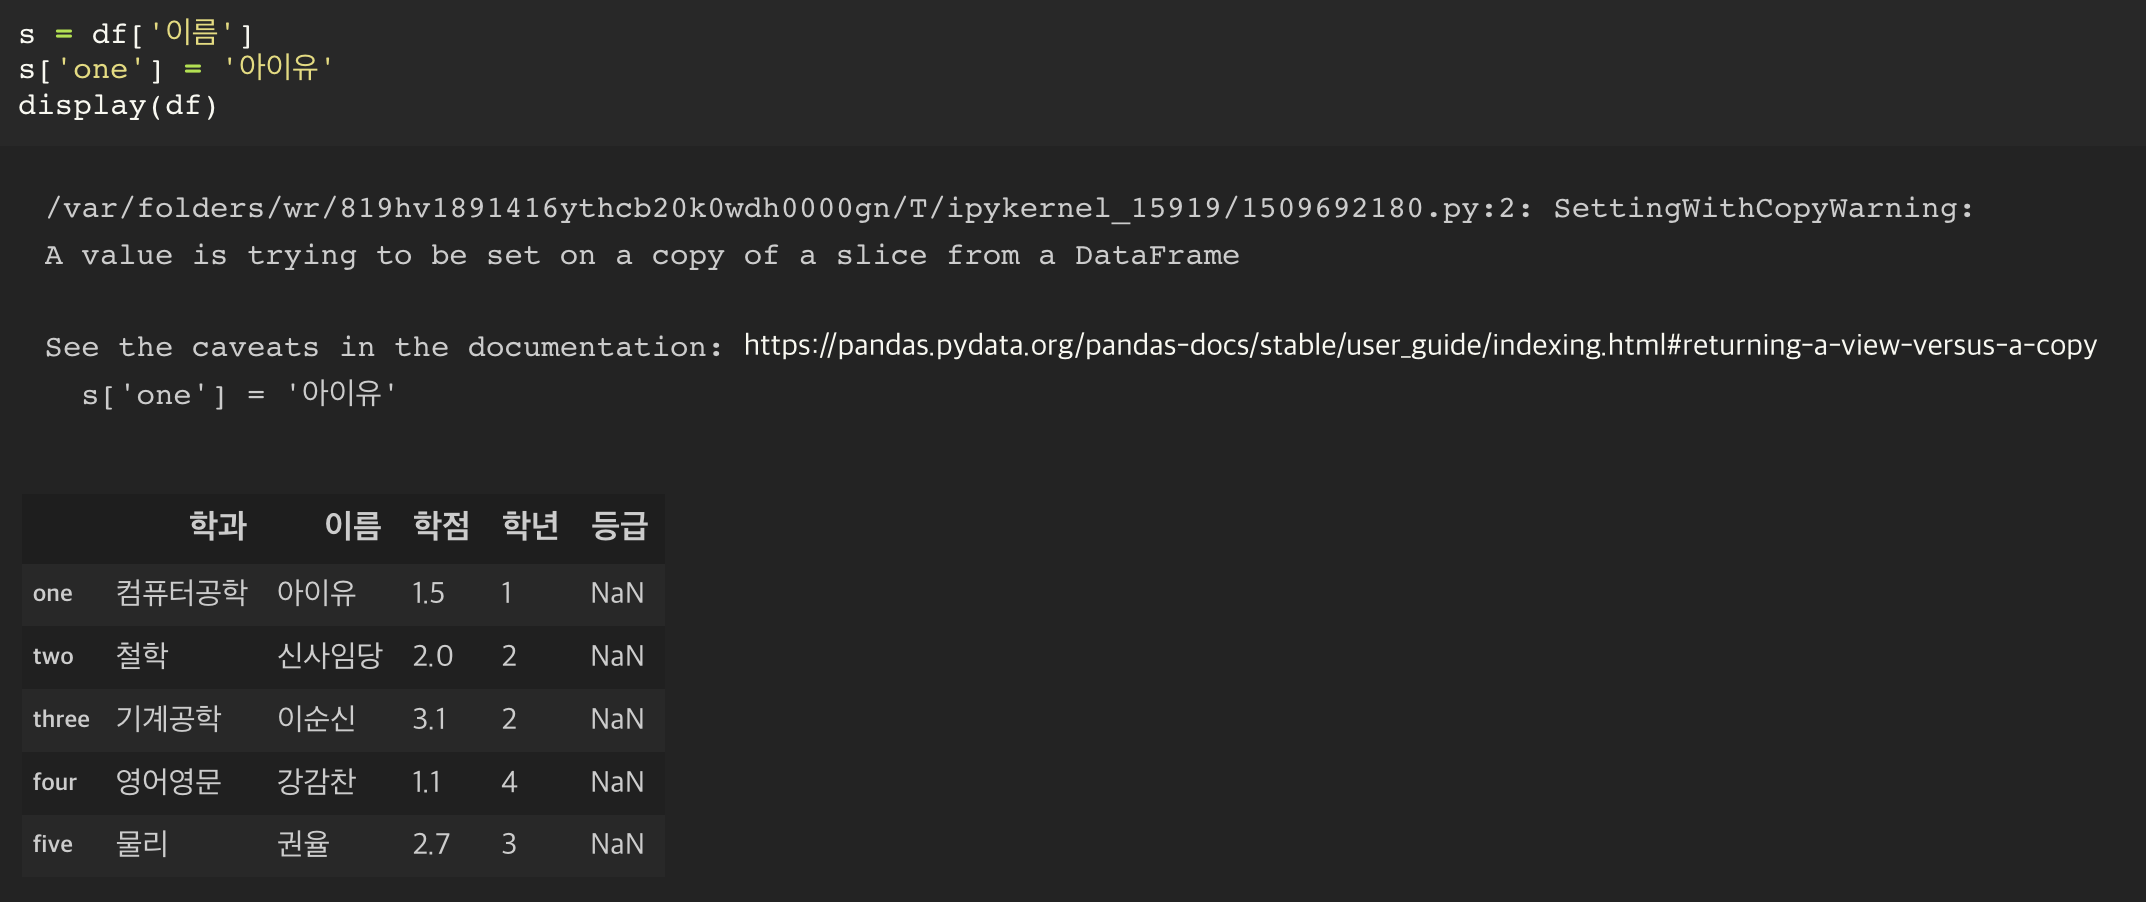 s = df['이름']
s['one'] = '아이유'
display(df)
/var/folders/wr/819hv1891416ythcb20k0wdh0000gn/T/ipykernel_15919/1509692180.py:2: SettingWithCopyWarning:
A value is trying to be set on a copy of a slice from a DataFrame
See the caveats in the documentation: https://pandas.pydata.org/pandas-docs/stable/user_guide/indexing.html#returning-a-view-versus-a-copy
s['one'] = '아이유'
학과 이름 학점 학년 등급
one 컴퓨터공학 아이유 1.5 1 NaN
two 철학 신사임당 2.0 2 NaN
three 기계공학 이순신 3.1 2 NaN
four 영어영문 강감찬 1.1 4 NaN
five 물리 권율 2.7 3 NaN